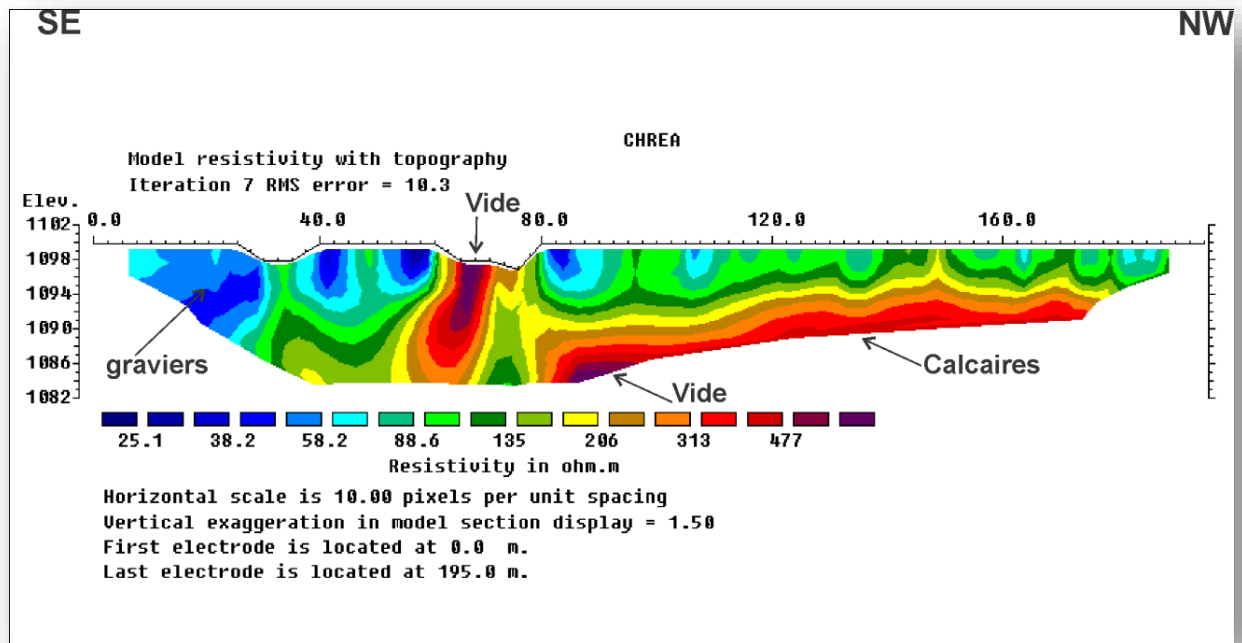 SE
NW
CHREA
Model resistivity with topography
Iteration 7 RMS error = 10.3
Vide
Elev.
1102 0.0 40.0 80.0 120.0 160.0
1098
1094
1090
1086
1082
graviers
Calcaires
Vide
25.1 38.2 58.2 88.6 135 206 313 477
Resistivity in ohm.m
Horizontal scale is 10.00 pixels per unit spacing
Vertical exaggeration in model section display = 1.50
First electrode is located at 0.0 m.
Last electrode is located at 195.0 m.